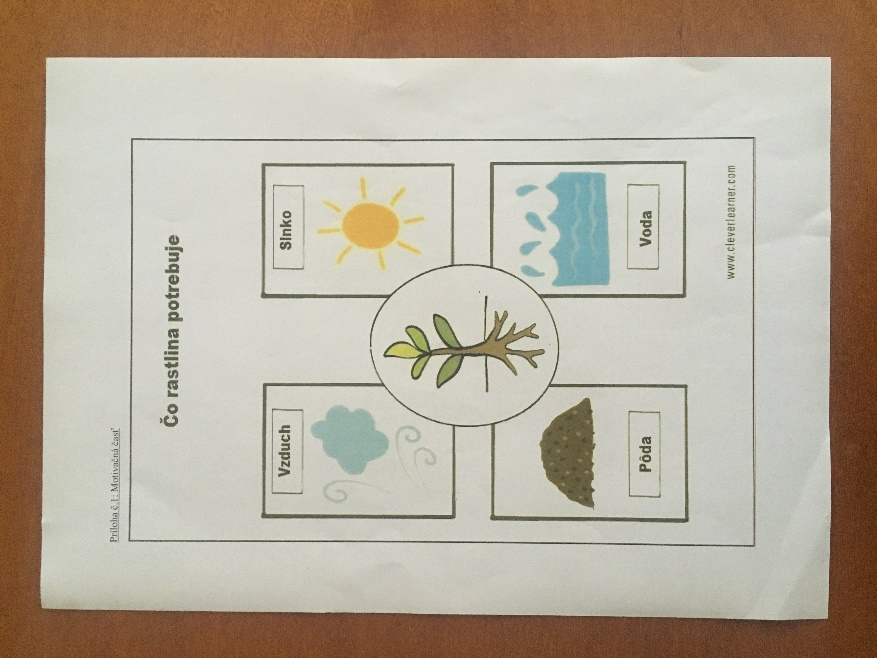 Príloha č.1: Motivačná časť
Čo rastlina potrebuje
Vzduch
Slnko
Pôda
Voda
www.cleverlearner.com